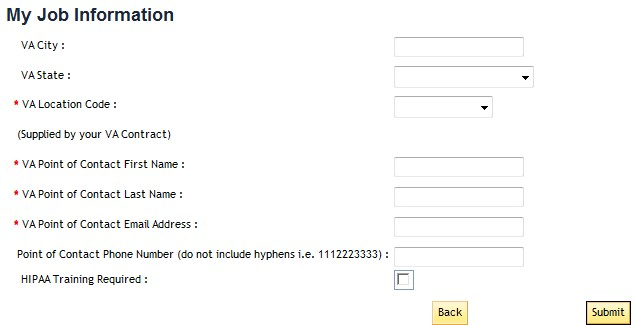 My Job Information
VA City :
VA State :
* VA Location Code :
(Supplied by your VA Contract)
* VA Point of Contact First Name :
* VA Point of Contact Last Name :
* VA Point of Contact Email Address :
Point of Contact Phone Number (do not include hyphens i.e. 1112223333) :
HIPAA Training Required :
Back Submit